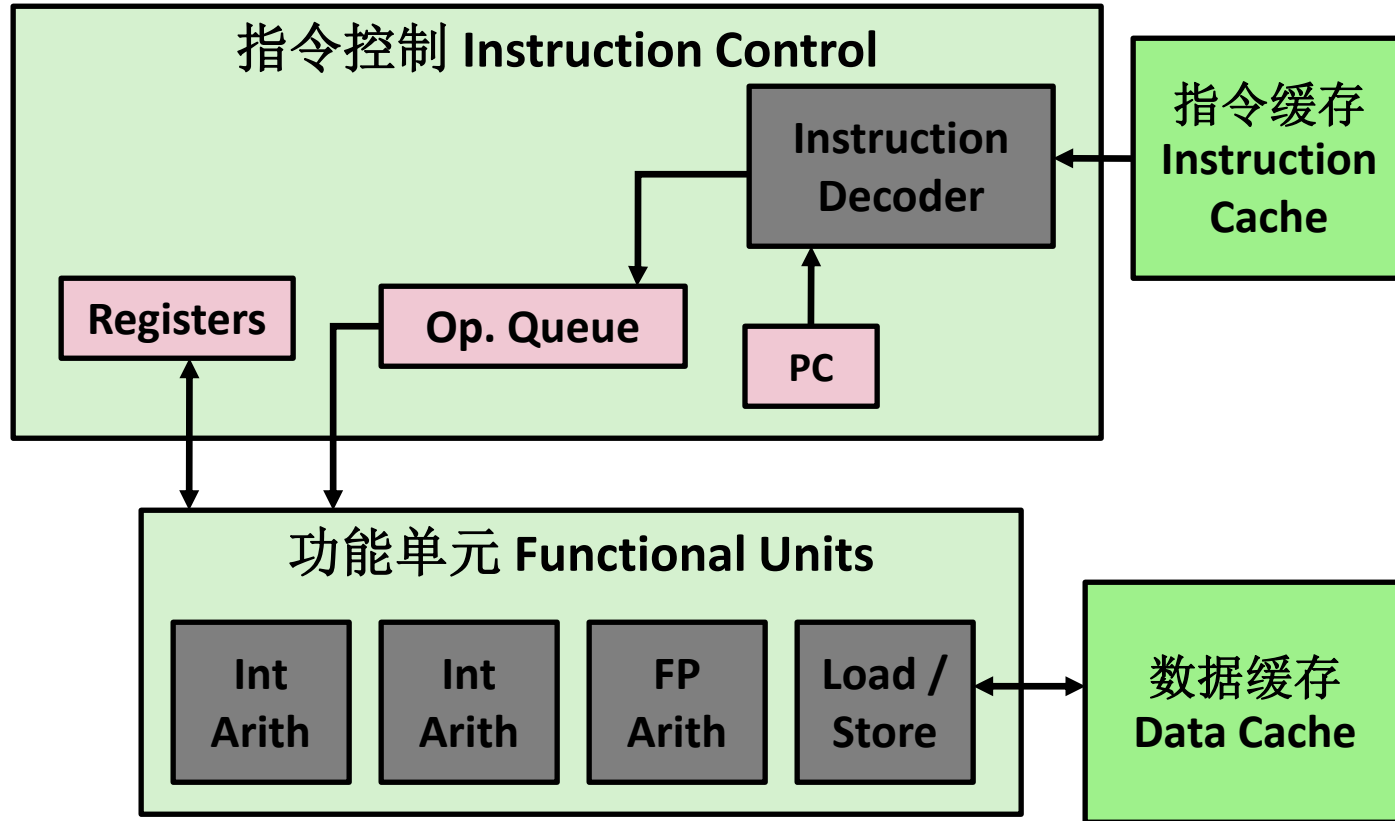 指令控制 Instruction Control
指令缓存
Instruction
Cache
Instruction
Decoder
Registers
Op. Queue
PC
功能单元 Functional Units
Int
Arith
Int
Arith
FP
Arith
Load /
Store
数据缓存
Data Cache